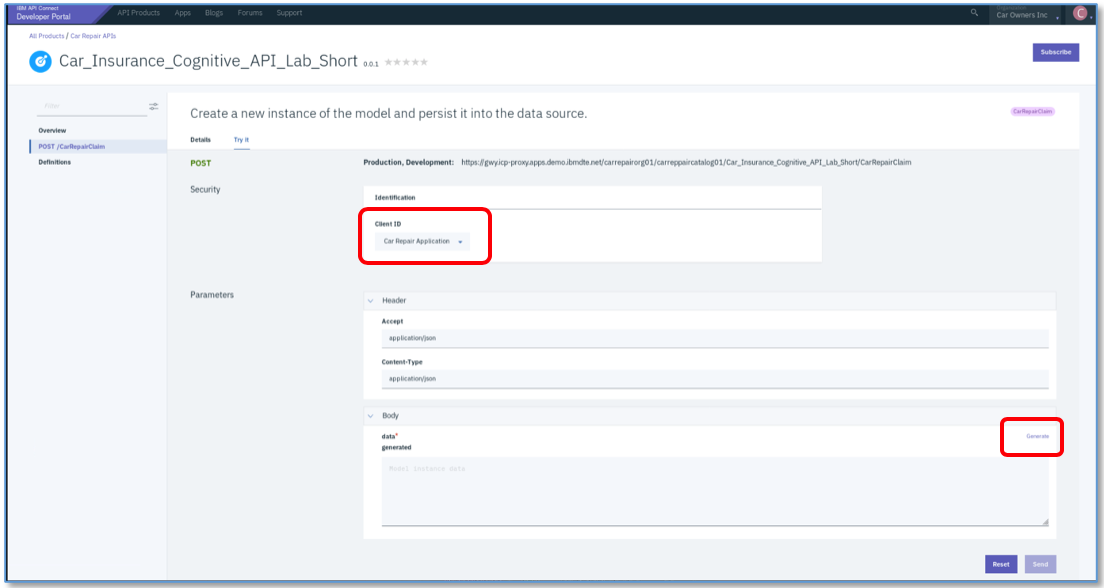 IBM API Connect
Developer Portal
API Products Apps Blogs Forums Support
Organization
Car Owners Inc
C
All Products / Car Repair APIs
Car_Insurance_Cognitive_API_Lab_Short 0.0.1
Subscribe
Filter
Overview
POST /CarRepairClaim
Definitions
Create a new instance of the model and persist it into the data source.
CarRepairClaim
Details Try it
POST
Production, Development: https://gwy.icp-proxy.apps.demo.ibmdte.net/carrepairorg01/carreppaircatalog01/Car_Insurance_Cognitive_API_Lab_Short/CarRepairClaim
Security
Identification
Client ID
Car Repair Application
Parameters
Header
Accept
application/json
Content-Type
application/json
Body
data*
Generate
generated
Model instance data
Reset Send